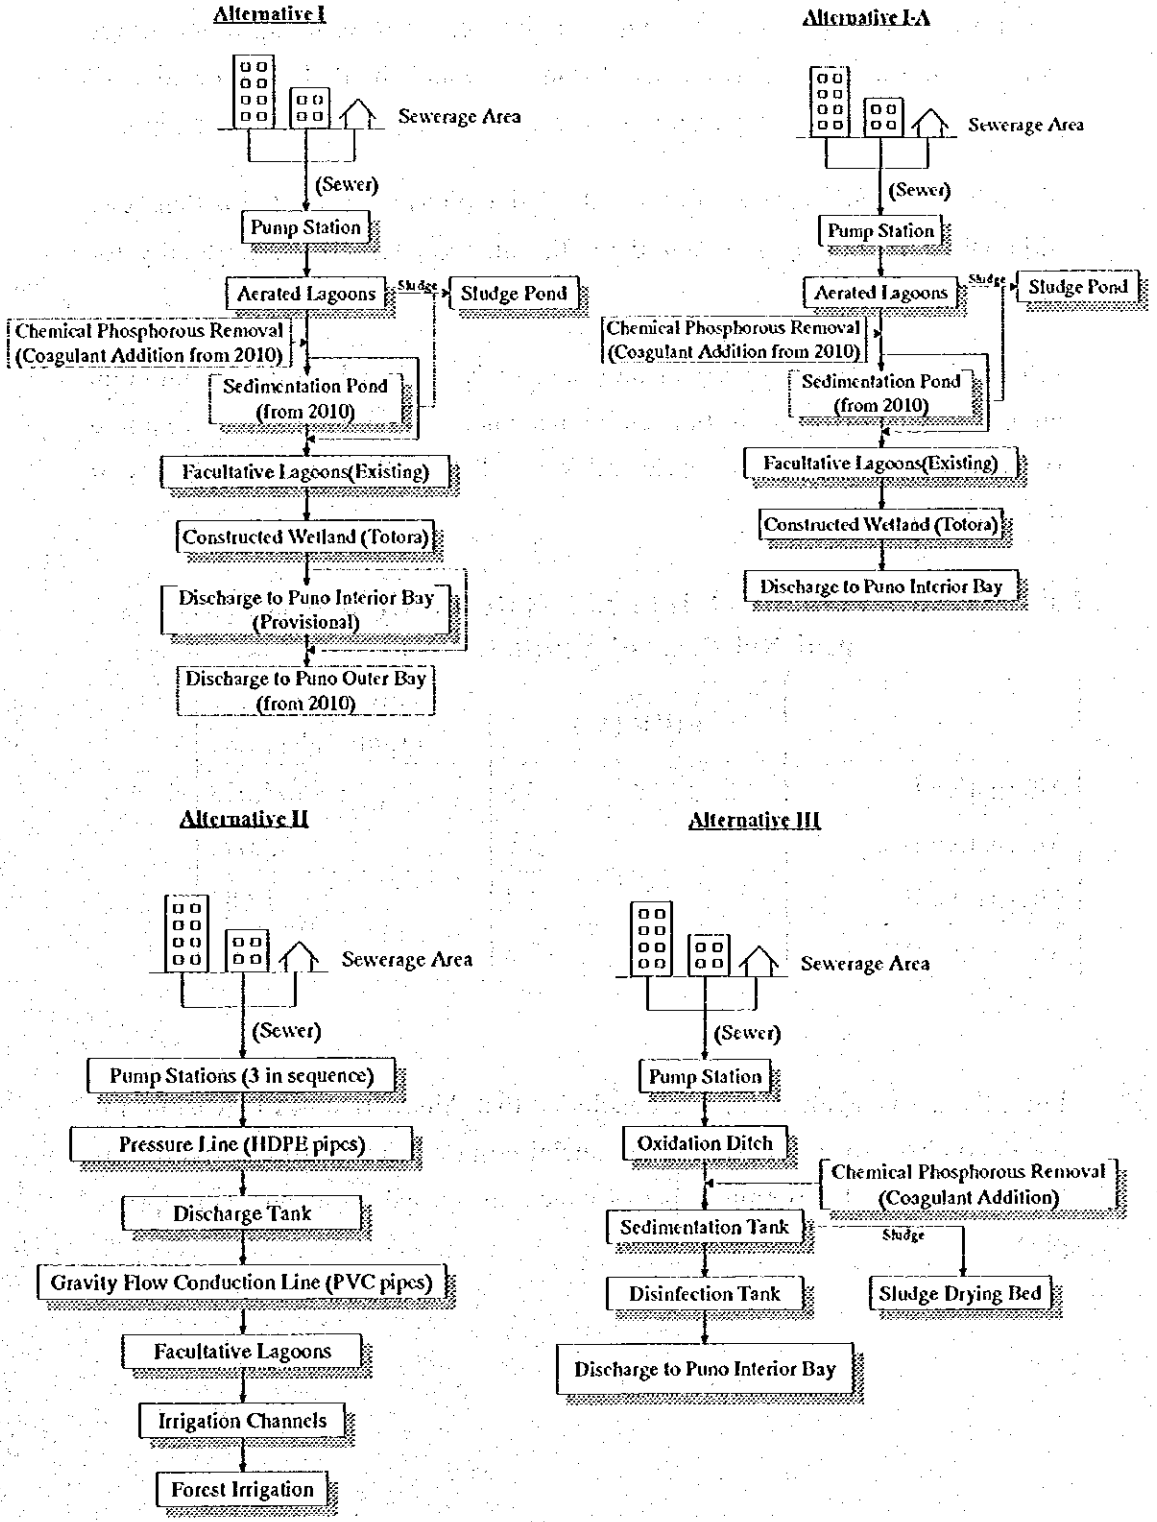 Alternative I
Sewerage Area
(Sewer)
Pump Station
Aerated Lagoons
Sludge
Sludge Pond
Chemical Phosphorous Removal
(Coagulant Addition from 2010)
Sedimentation Pond
(from 2010)
Facultative Lagoons(Existing)
Constructed Wetland (Totora)
Discharge to Puno Interior Bay
(Provisional)
Discharge to Puno Outer Bay
(from 2010)
Alternative I-A
Sewerage Area
(Sewer)
Pump Station
Aerated Lagoons
Sludge
Sludge Pond
Chemical Phosphorous Removal
(Coagulant Addition from 2010)
Sedimentation Pond
(from 2010)
Facultative Lagoons(Existing)
Constructed Wetland (Totora)
Discharge to Puno Interior Bay
Alternative II
Sewerage Area
(Sewer)
Pump Stations (3 in sequence)
Pressure Line (HDPE pipes)
Discharge Tank
Gravity Flow Conduction Line (PVC pipes)
Facultative Lagoons
Irrigation Channels
Forest Irrigation
Alternative III
Sewerage Area
(Sewer)
Pump Station
Oxidation Ditch
Chemical Phosphorous Removal
(Coagulant Addition)
Sedimentation Tank
Sludge
Disinfection Tank
Sludge Drying Bed
Discharge to Puno Interior Bay